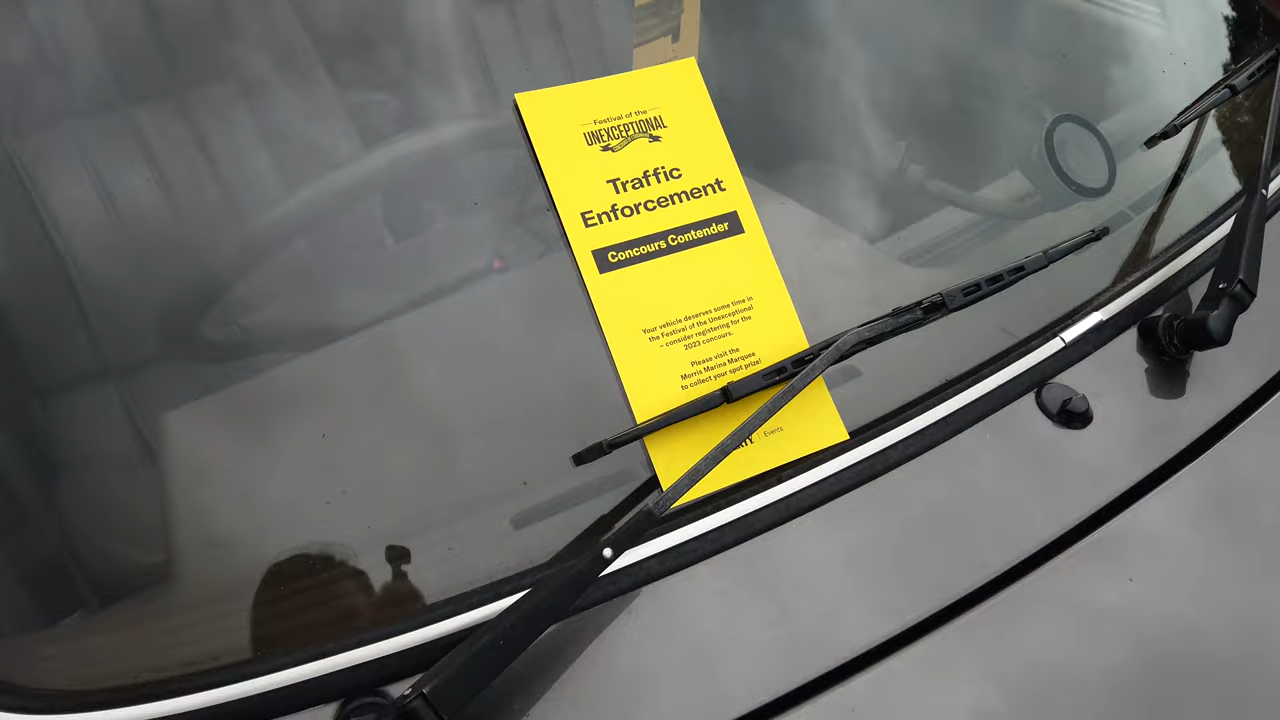 Festival of the
UNEXCEPTIONAL
Traffic
Enforcement
Concours Contender
Your vehicle deserves some time in
the Festival of the Unexceptional
– consider registering for the
2023 concours.
Please visit the
Morris Marina Marquee
to collect your spot prize!
Events